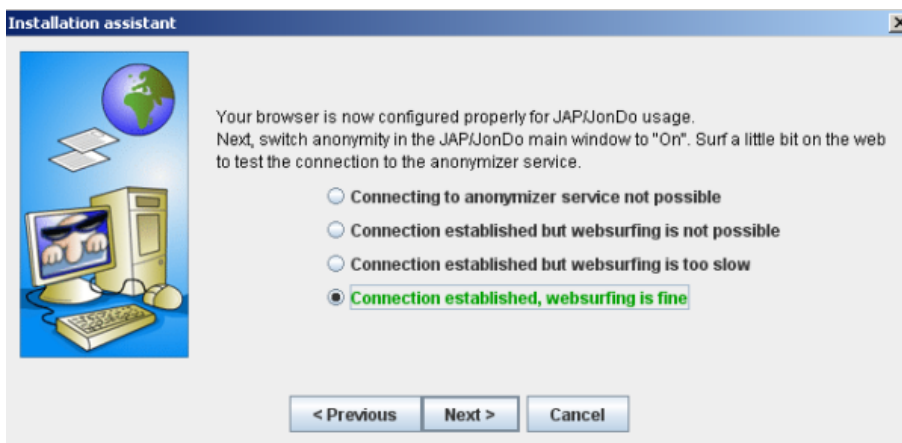 Installation assistant
Your browser is now configured properly for JAP/JonDo usage.
Next, switch anonymity in the JAP/JonDo main window to "On". Surf a little bit on the web
to test the connection to the anonymizer service.
Connecting to anonymizer service not possible
Connection established but websurfing is not possible
Connection established but websurfing is too slow
Connection established, websurfing is fine
< Previous Next > Cancel